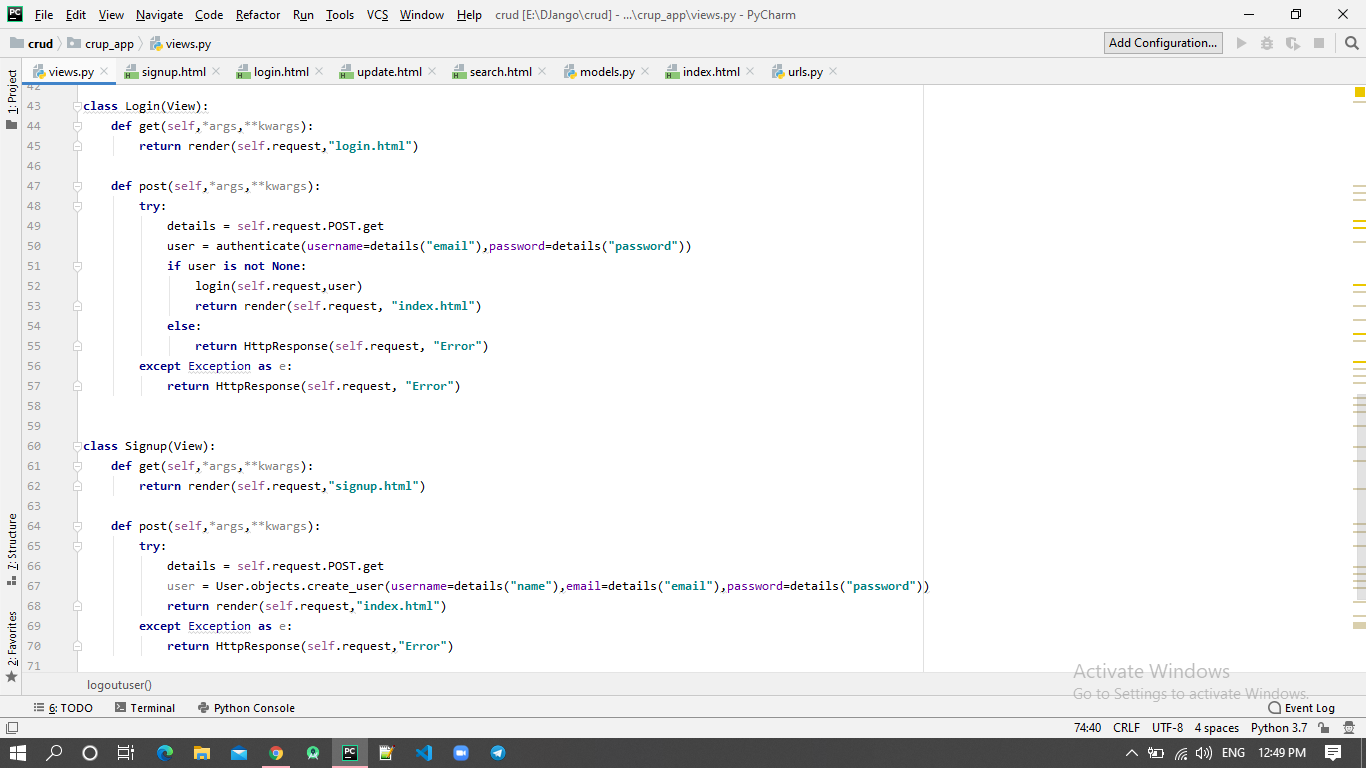 PC File Edit View Navigate Code Refactor Run Tools VCS Window Help crud [E:\DJango\crud] - ...\crup_app\views.py - PyCharm
crud crup_app views.py Add Configuration...
views.py signup.html login.html update.html search.html models.py index.html urls.py
1: Project
42
43 class Login(View):
44 def get(self,*args,**kwargs):
45 return render(self.request,"login.html")
46
47 def post(self,*args,**kwargs):
48 try:
49 details = self.request.POST.get
50 user = authenticate(username=details("email"),password=details("password"))
51 if user is not None:
52 login(self.request,user)
53 return render(self.request, "index.html")
54 else:
55 return HttpResponse(self.request, "Error")
56 except Exception as e:
57 return HttpResponse(self.request, "Error")
58
59
60 class Signup(View):
61 def get(self,*args,**kwargs):
62 return render(self.request,"signup.html")
63
64 def post(self,*args,**kwargs):
65 try:
66 details = self.request.POST.get
67 user = User.objects.create_user(username=details("name"),email=details("email"),password=details("password"))
68 return render(self.request,"index.html")
69 except Exception as e:
70 return HttpResponse(self.request,"Error")
71
7: Structure
2: Favorites
logoutuser()
Activate Windows
Go to Settings to activate Windows.
6: TODO Terminal Python Console Event Log
74:40 CRLF UTF-8 4 spaces Python 3.7
PC ENG 12:49 PM